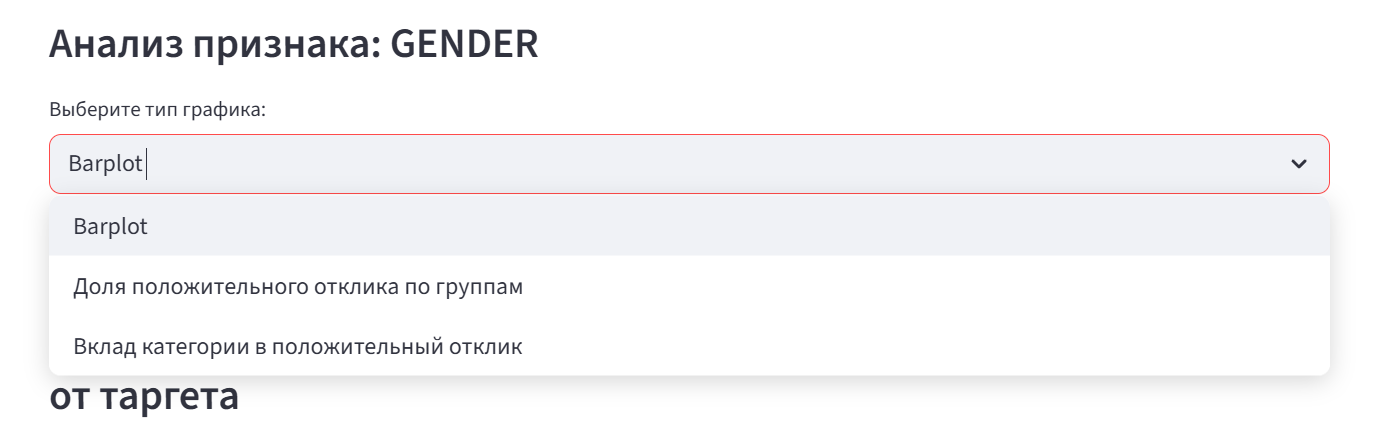 Анализ признака: GENDER
Выберите тип графика:
Barplot
Barplot
Доля положительного отклика по группам
Вклад категории в положительный отклик
от таргета